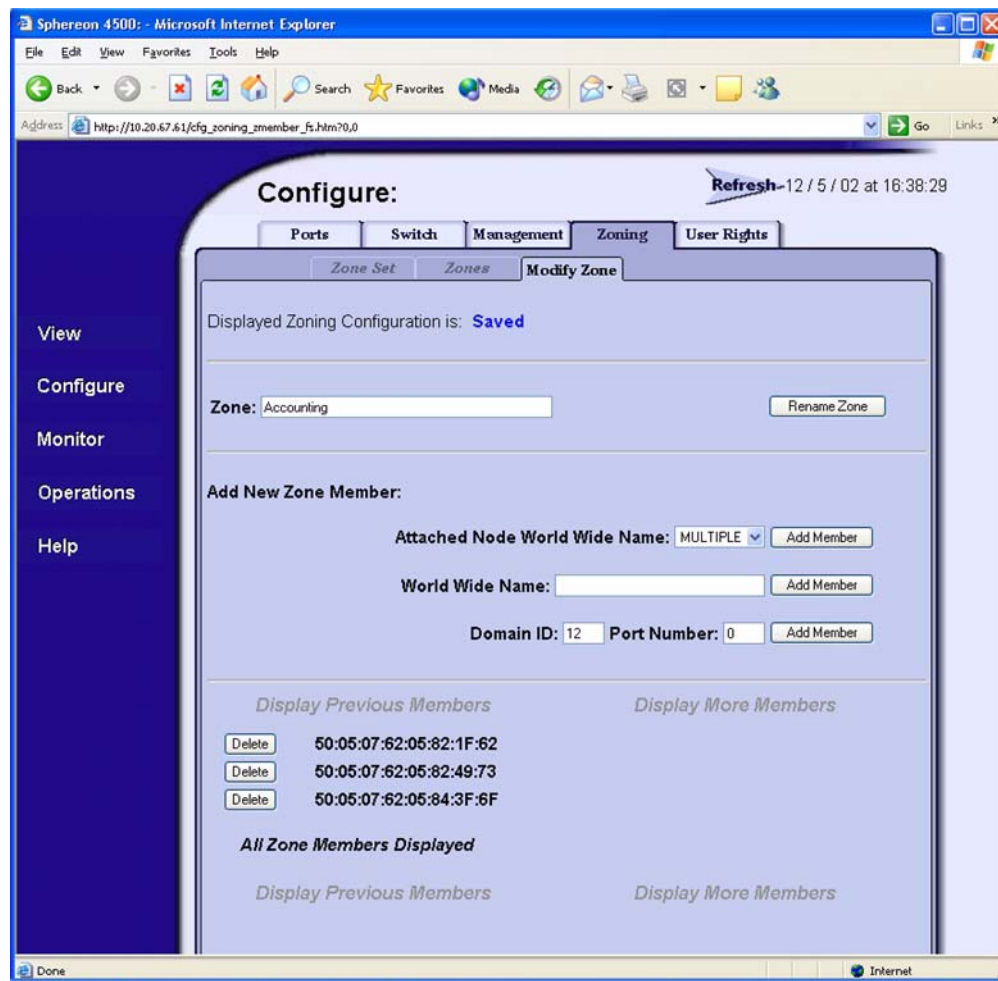 Sphereon 4500: - Microsoft Internet Explorer
File Edit View Favorites Tools Help
Back Search Favorites Media
Address http://10.20.67.61/cfg_zoning_zmember_fs.htm?0,0 Go Links »
Configure: Refresh 12 / 5 / 02 at 16:38:29
Ports Switch Management Zoning User Rights
Zone Set Zones Modify Zone
Displayed Zoning Configuration is: Saved
View
Configure
Zone: Accounting Rename Zone
Monitor
Operations
Add New Zone Member:
Help
Attached Node World Wide Name: MULTIPLE Add Member
World Wide Name: Add Member
Domain ID: 12 Port Number: 0 Add Member
Display Previous Members Display More Members
Delete 50:05:07:62:05:82:1F:62
Delete 50:05:07:62:05:82:49:73
Delete 50:05:07:62:05:84:3F:6F
All Zone Members Displayed
Display Previous Members Display More Members
Done Internet